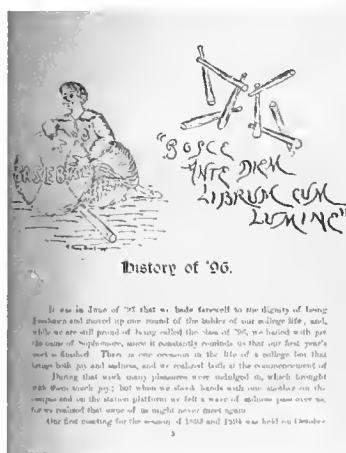 BASEBALL
"POSCE
ANTE DIEM
LIBRUM CUM
LUMINE"
History of '96.
It was in June of '93 that we bade farewell to the dignity of being
Freshmen and moved up one round of the ladder of our college life, and,
while we are still proud of being called the class of '96, we hailed with joy
the name of Sophomore, since it constantly reminds us that our first year's
work is finished. There is one occasion in the life of a college boy that
brings both joy and sadness, and we realized both at the commencement of
During that week many pleasures were indulged in, which brought
with them much joy; but when we shook hands with one another on the
campus and on the station platform we felt a wave of sadness pass over us,
for we realized that some of us might never meet again.
Our first meeting for the session of 1893 and 1894 was held on October